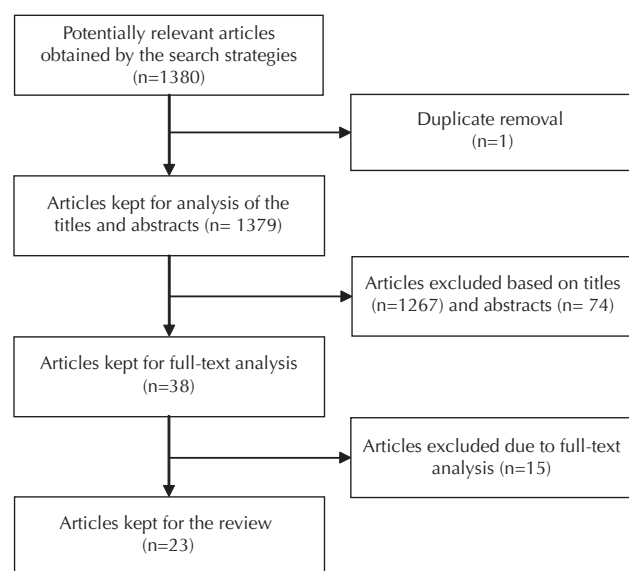 Potentially relevant articles
obtained by the search strategies
(n=1380)
Duplicate removal
(n=1)
Articles kept for analysis of the
titles and abstracts (n= 1379)
Articles excluded based on titles
(n=1267) and abstracts (n= 74)
Articles kept for full-text analysis
(n=38)
Articles excluded due to full-text
analysis (n=15)
Articles kept for the review
(n=23)